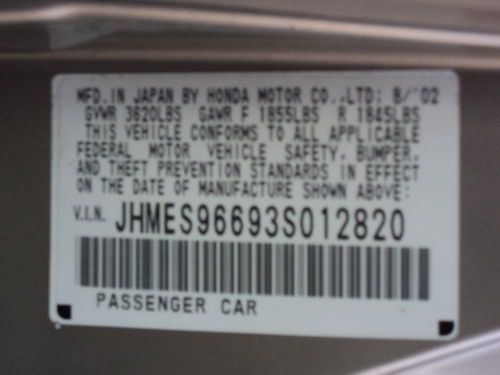 MFD.IN JAPAN BY HONDA MOTOR CO.,LTD: 8/'02
GVWR 3620LBS GAWR F 1855LBS R 1845LBS
THIS VEHICLE CONFORMS TO ALL APPLICABLE
FEDERAL MOTOR VEHICLE SAFETY, BUMPER,
AND THEFT PREVENTION STANDARDS IN EFFECT
ON THE DATE OF MANUFACTURE SHOWN ABOVE:
V.I.N. JHMES96693S012820
PASSENGER CAR